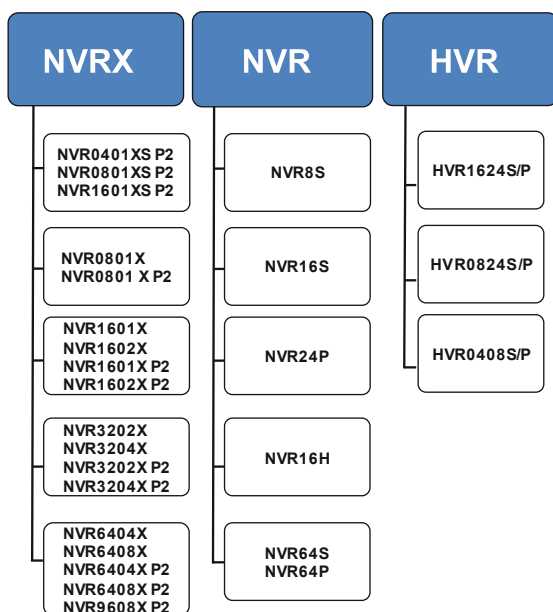 NVRX
NVR0401XS P2
NVR0801XS P2
NVR1601XS P2
NVR0801X
NVR0801 X P2
NVR1601X
NVR1602X
NVR1601X P2
NVR1602X P2
NVR3202X
NVR3204X
NVR3202X P2
NVR3204X P2
NVR6404X
NVR6408X
NVR6404X P2
NVR6408X P2
NVR9608X P2
NVR
NVR8S
NVR16S
NVR24P
NVR16H
NVR64S
NVR64P
HVR
HVR1624S/P
HVR0824S/P
HVR0408S/P